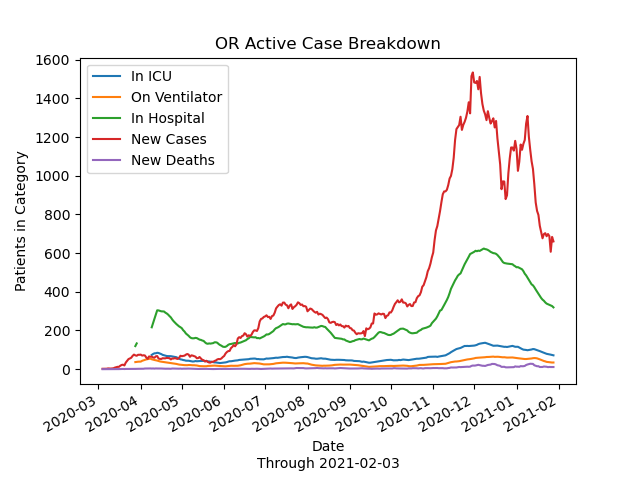 OR Active Case Breakdown
In ICU
On Ventilator
In Hospital
New Cases
New Deaths
Patients in Category
1600
1400
1200
1000
800
600
400
200
0
2020-03
2020-04
2020-05
2020-06
2020-07
2020-08
2020-09
2020-10
2020-11
2020-12
2021-01
2021-02
Date
Through 2021-02-03